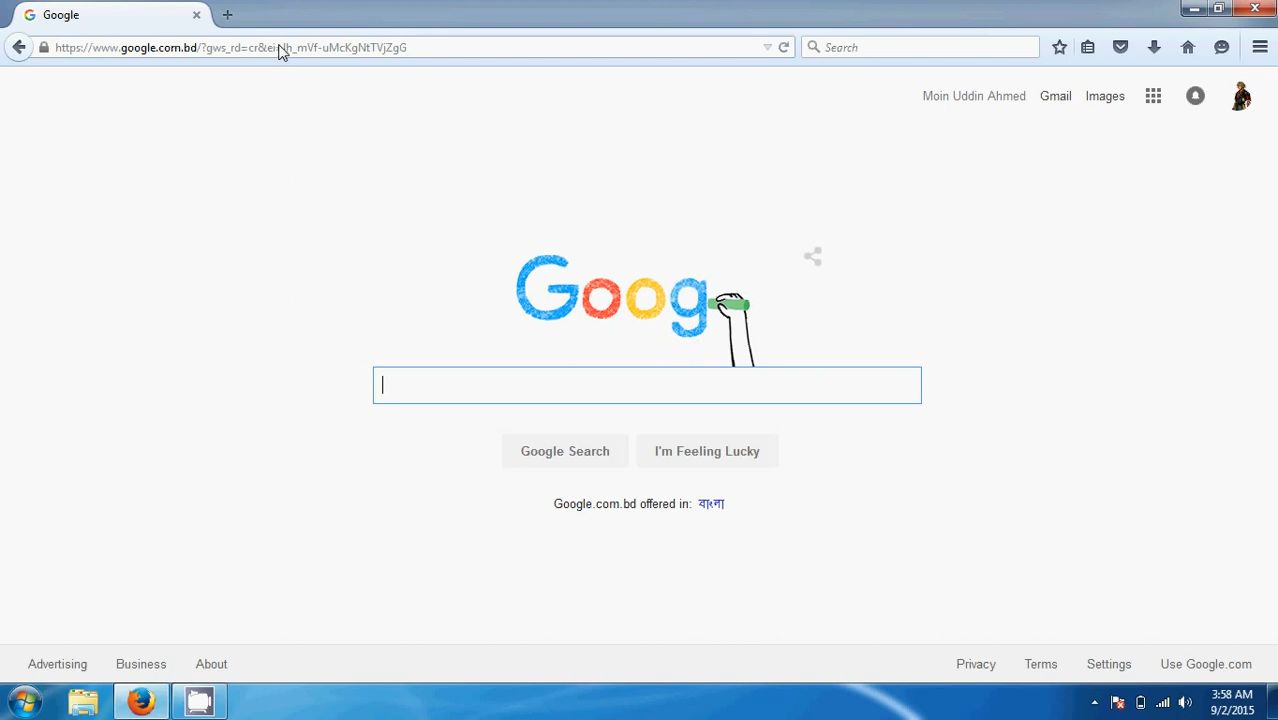 Google
https://www.google.com.bd/?gws_rd=cr&ei=Jh_mVf-uMcKgNtTVjZgG
Search
Moin Uddin Ahmed Gmail Images
Goog
Google Search I'm Feeling Lucky
Google.com.bd offered in: বাংলা
Advertising Business About Privacy Terms Settings Use Google.com
3:58 AM
9/2/2015